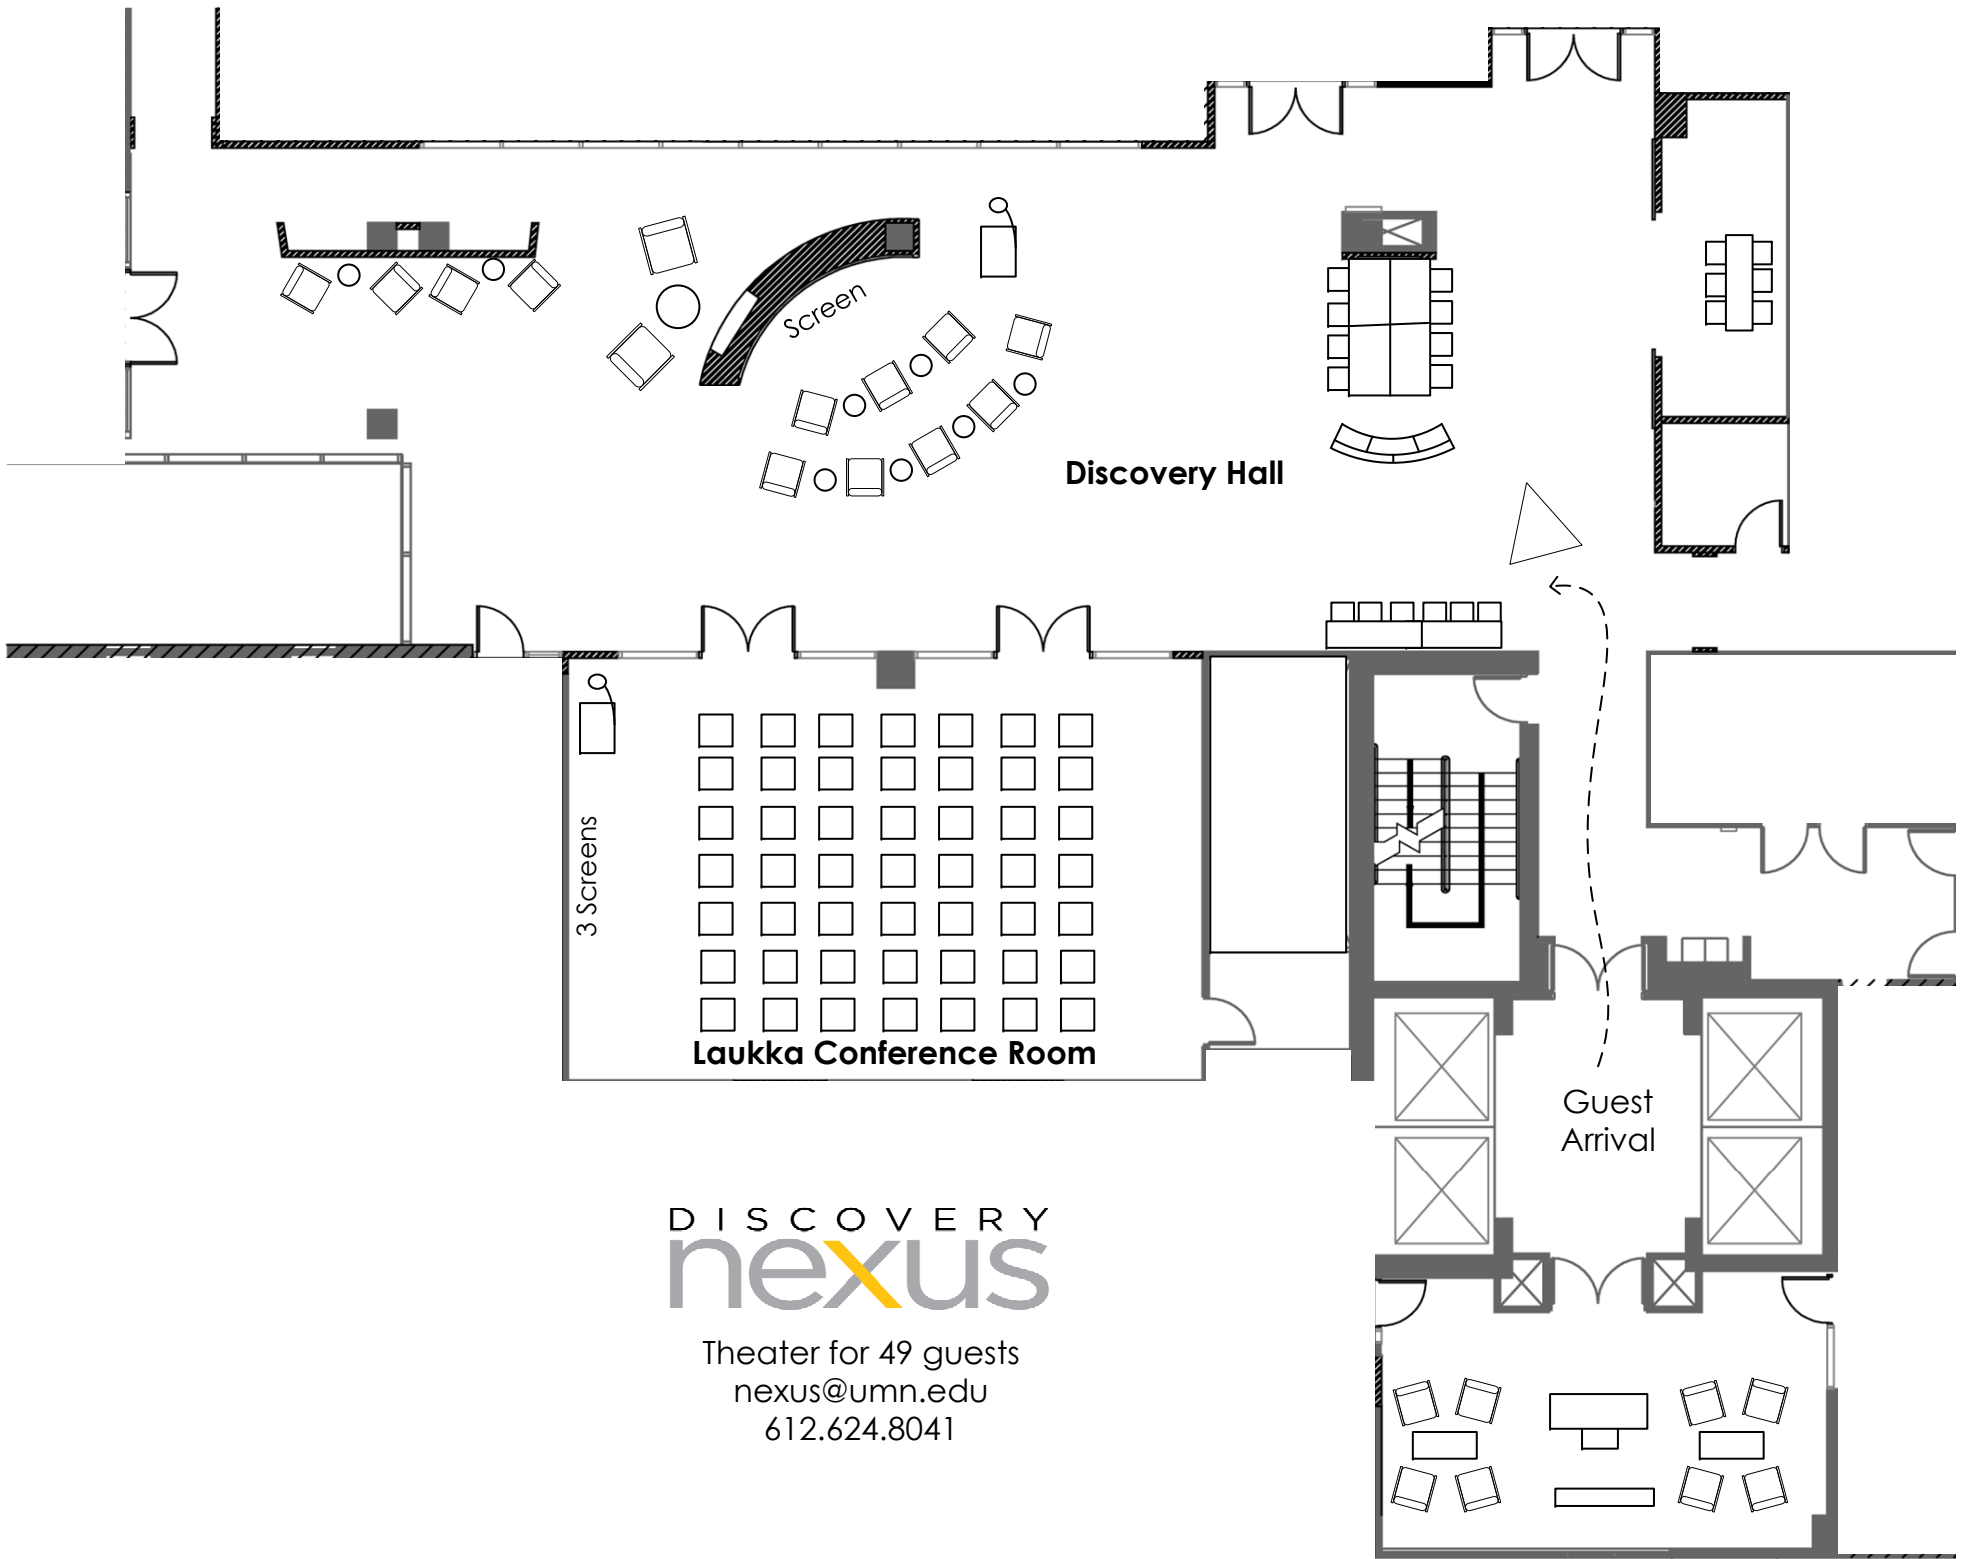 Screen
Discovery Hall
3 Screens
Laukka Conference Room
Guest
Arrival
DISCOVERY
nexus
Theater for 49 guests
nexus@umn.edu
612.624.8041